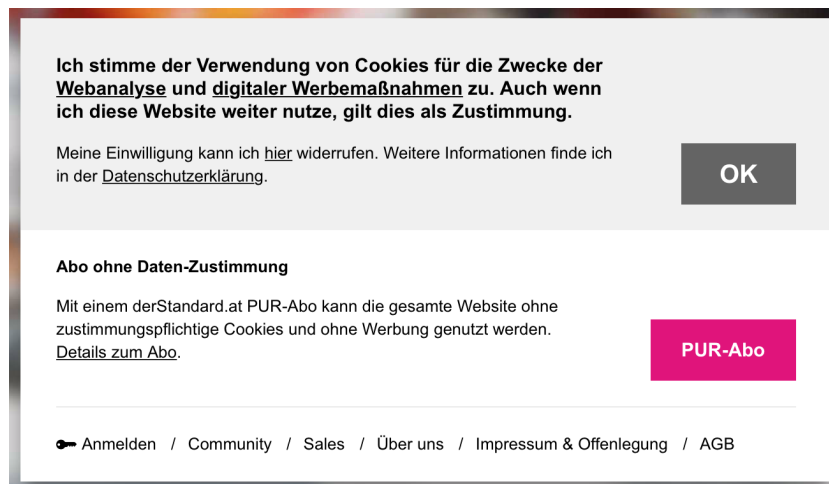 Ich stimme der Verwendung von Cookies für die Zwecke der
Webanalyse und digitaler Werbemaßnahmen zu. Auch wenn
ich diese Website weiter nutze, gilt dies als Zustimmung.
Meine Einwilligung kann ich hier widerrufen. Weitere Informationen finde ich
in der Datenschutzerklärung.
OK
Abo ohne Daten-Zustimmung
Mit einem derStandard.at PUR-Abo kann die gesamte Website ohne
zustimmungspflichtige Cookies und ohne Werbung genutzt werden.
Details zum Abo.
PUR-Abo
Anmelden / Community / Sales / Über uns / Impressum & Offenlegung / AGB